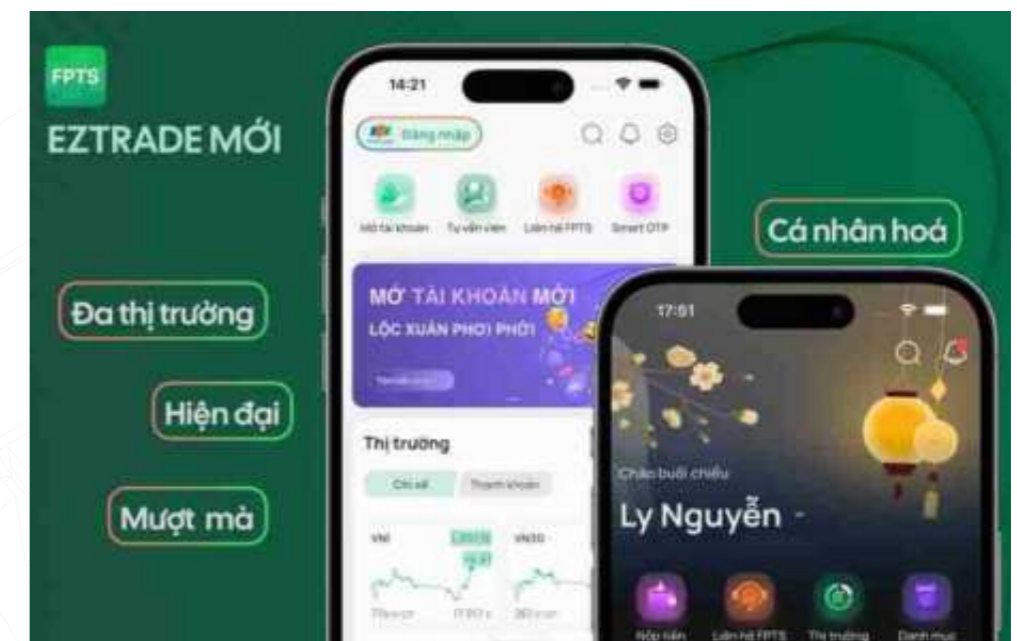 FPTS
EZTRADE MỚI
Đa thị trường
Hiện đại
Mượt mà
Cá nhân hoá
14:21
Đăng nhập
Mở tài khoản
Tư vấn viên
Liên hệ FPTS
Smart OTP
MỞ TÀI KHOẢN MỚI
LỘC XUÂN PHƠI PHỚI
Thị trường
Chỉ số
Thanh khoản
VNI
VN30
17:51
Chào buổi chiều
Ly Nguyễn
Nộp tiền
Liên hệ FPTS
Thị trường
Danh mục